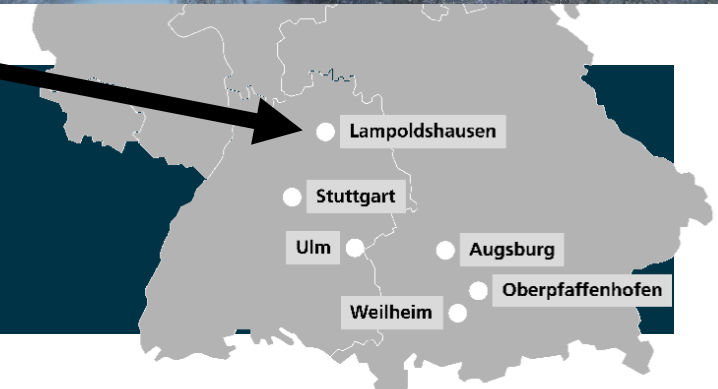 Lampoldshausen
Stuttgart
Ulm
Augsburg
Oberpfaffenhofen
Weilheim